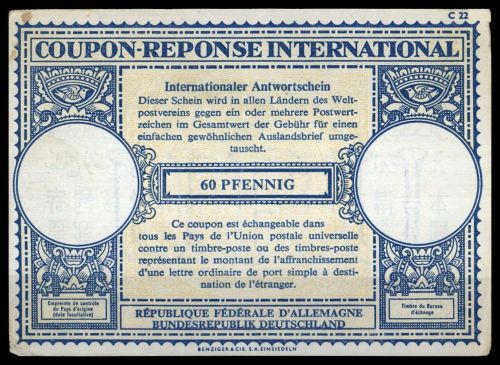 C 22
COUPON-REPONSE INTERNATIONAL
Internationaler Antwortschein
Dieser Schein wird in allen Ländern des Welt-
postvereins gegen ein oder mehrere Postwert-
zeichen im Gesamtwert der Gebühr für einen
einfachen gewöhnlichen Auslandsbrief umge-
tauscht.
60 PFENNIG
Ce coupon est échangeable dans
tous les Pays de l'Union postale universelle
contre un timbre-poste ou des timbres-poste
représentant le montant de l'affranchissement
d'une lettre ordinaire de port simple à desti-
nation de l'étranger.
Empreinte de contrôle
du Pays d'origine
(date facultative)
Timbre du Bureau
d'échange
RÉPUBLIQUE FÉDÉRALE D'ALLEMAGNE
BUNDESREPUBLIK DEUTSCHLAND
BENZIGER & CIE. S.A. EINSIEDELN